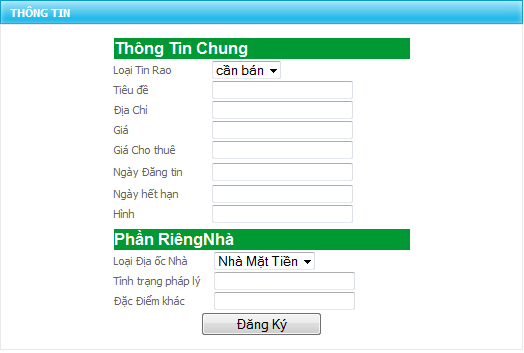 THÔNG TIN
Thông Tin Chung
Loại Tin Rao cần bán
Tiêu đề
Địa Chỉ
Giá
Giá Cho thuê
Ngày Đăng tin
Ngày hết hạn
Hình
Phần RiêngNhà
Loại Địa ốc Nhà Nhà Mặt Tiền
Tình trạng pháp lý
Đặc Điểm khác
Đăng Ký